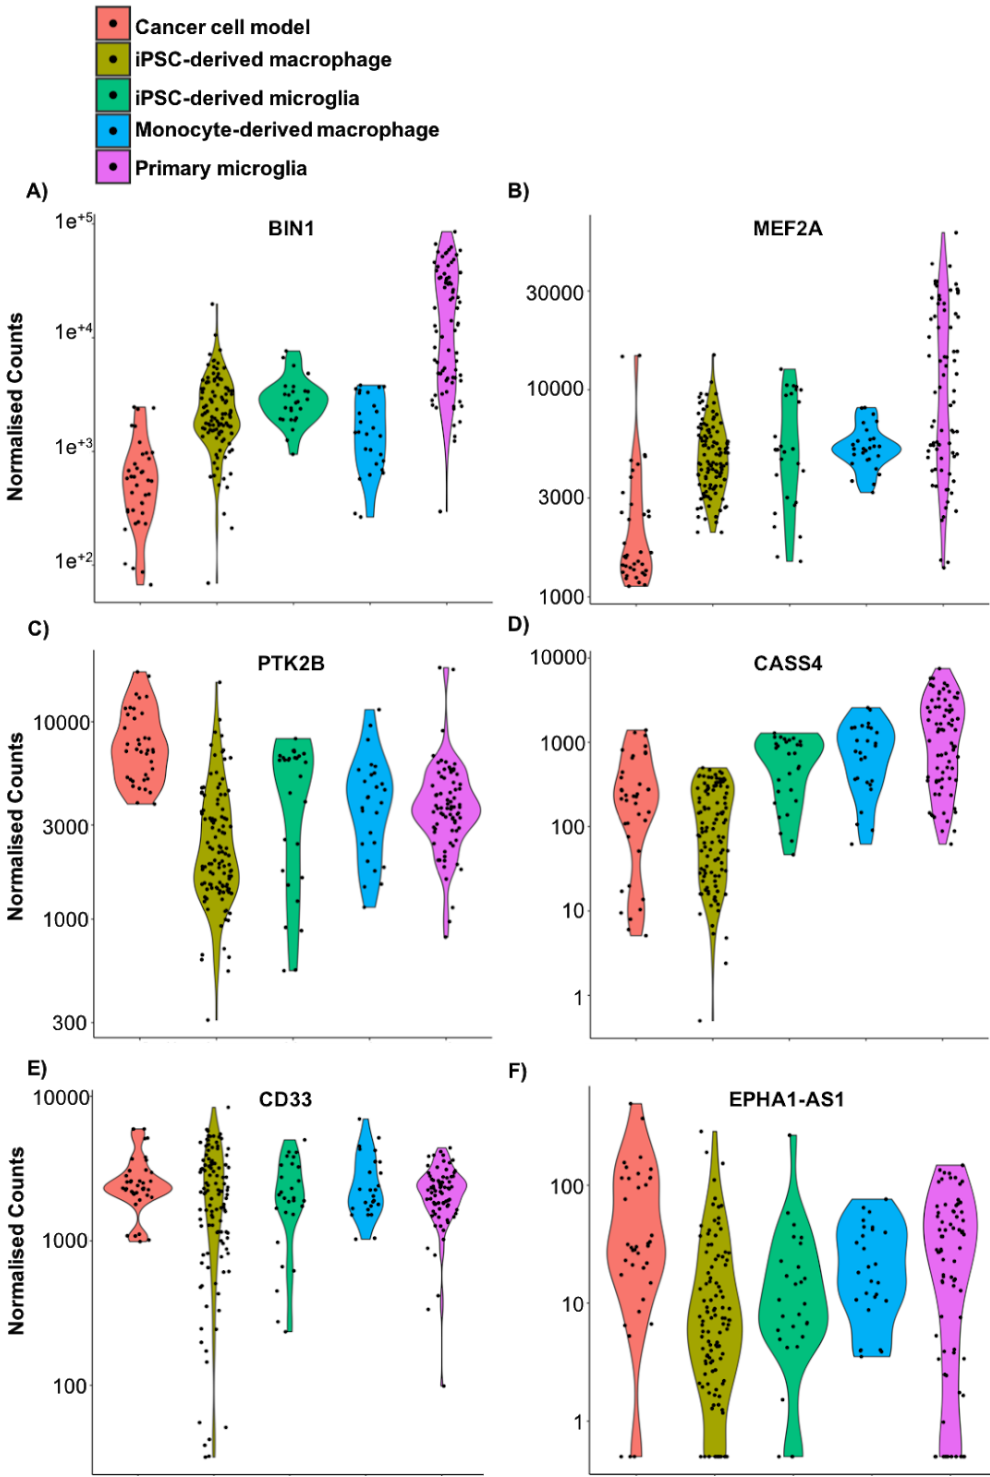 Cancer cell model
iPSC-derived macrophage
iPSC-derived microglia
Monocyte-derived macrophage
Primary microglia
A)
BIN1
Normalised Counts
1e+5
1e+4
1e+3
1e+2
B)
MEF2A
30000
10000
3000
1000
C)
PTK2B
Normalised Counts
10000
3000
1000
300
D)
CASS4
10000
1000
100
10
1
E)
CD33
Normalised Counts
10000
1000
100
F)
EPHA1-AS1
100
10
1